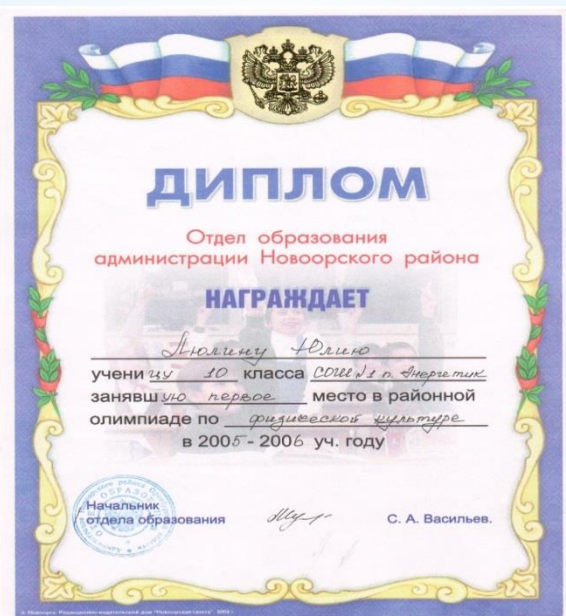 ДИПЛОМ
Отдел образования
администрации Новоорского района
НАГРАЖДАЕТ
Люлину Юлию
ученицу 10 класса СОШ №1 п. Энергетик
занявшую первое место в районной
олимпиаде по физической культуре
в 2005 - 2006 уч. году
Начальник
отдела образования С. А. Васильев.